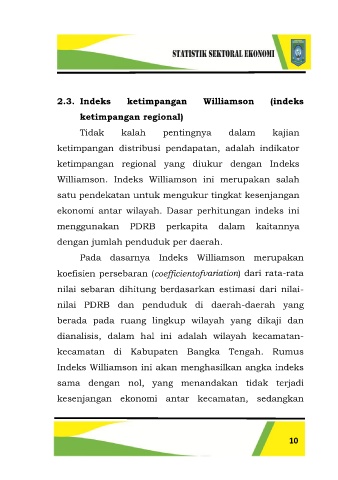 STATISTIK SEKTORAL EKONOMI
2.3. Indeks ketimpangan Williamson (indeks
ketimpangan regional)
Tidak kalah pentingnya dalam kajian
ketimpangan distribusi pendapatan, adalah indikator
ketimpangan regional yang diukur dengan Indeks
Williamson. Indeks Williamson ini merupakan salah
satu pendekatan untuk mengukur tingkat kesenjangan
ekonomi antar wilayah. Dasar perhitungan indeks ini
menggunakan PDRB perkapita dalam kaitannya
dengan jumlah penduduk per daerah.
Pada dasarnya Indeks Williamson merupakan
koefisien persebaran (coefficientofvariation) dari rata-rata
nilai sebaran dihitung berdasarkan estimasi dari nilai-
nilai PDRB dan penduduk di daerah-daerah yang
berada pada ruang lingkup wilayah yang dikaji dan
dianalisis, dalam hal ini adalah wilayah kecamatan-
kecamatan di Kabupaten Bangka Tengah. Rumus
Indeks Williamson ini akan menghasilkan angka indeks
sama dengan nol, yang menandakan tidak terjadi
kesenjangan ekonomi antar kecamatan, sedangkan
10